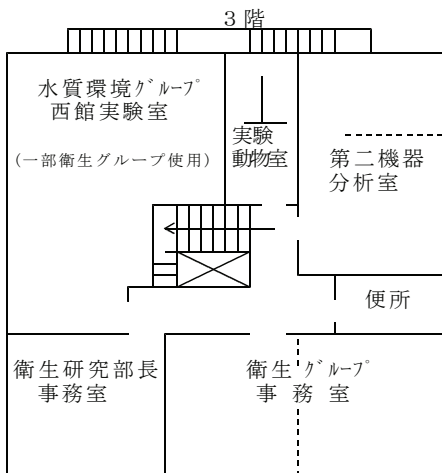 ３階
水質環境ｸﾞﾙｰﾌﾟ
西館実験室
(一部衛生グループ使用)
実験
動物室
第二機器
分析室
便所
衛生研究部長
事務室
衛生ｸﾞﾙｰﾌﾟ
事務室